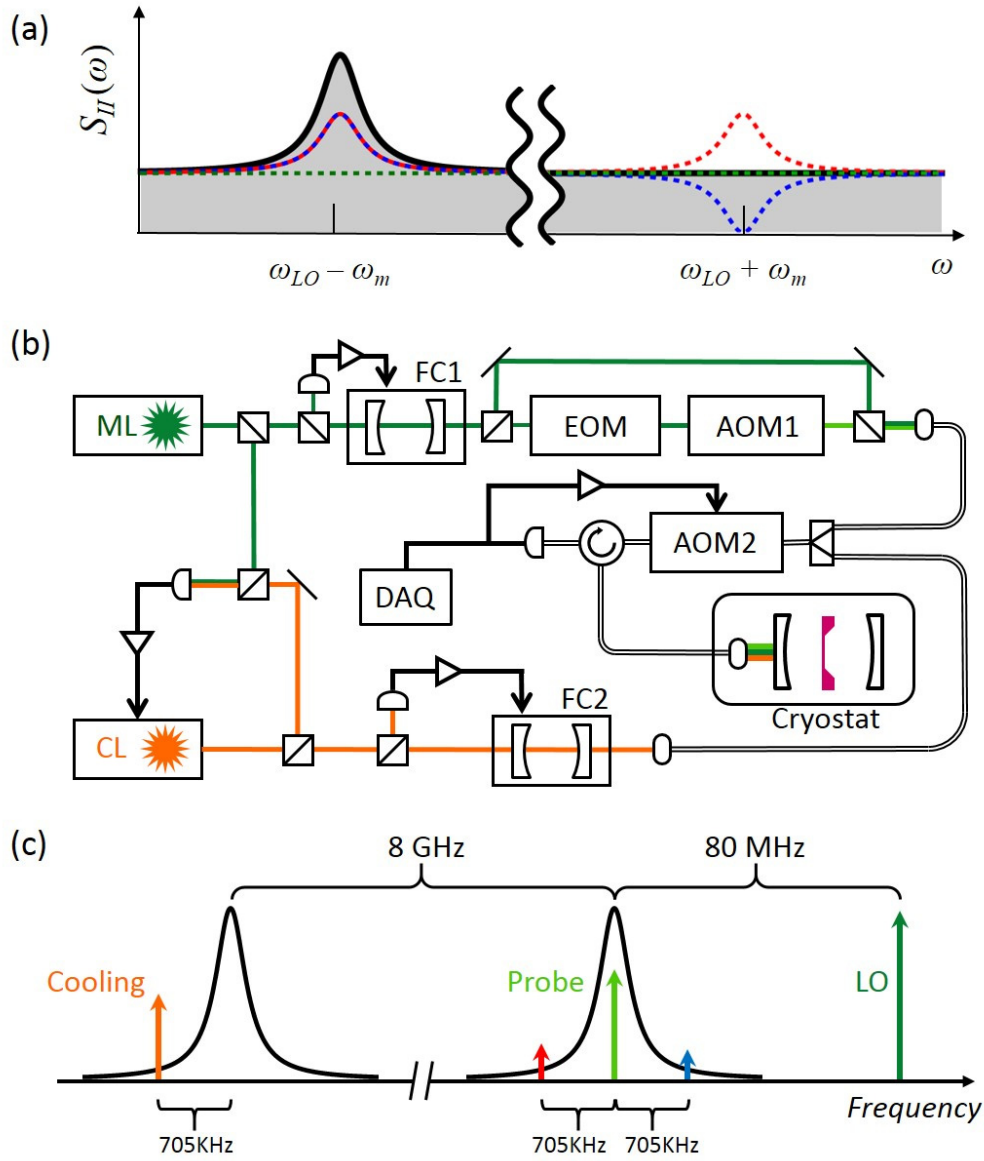 (a)
S_II(ω)
ω_LO − ω_m
ω_LO + ω_m
ω
(b)
FC1
ML
EOM
AOM1
AOM2
DAQ
Cryostat
FC2
CL
(c)
8 GHz
80 MHz
Cooling
Probe
LO
Frequency
705KHz
705KHz
705KHz